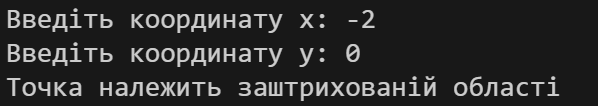 Введіть координату x: -2
Введіть координату y: 0
Точка належить заштрихованій області